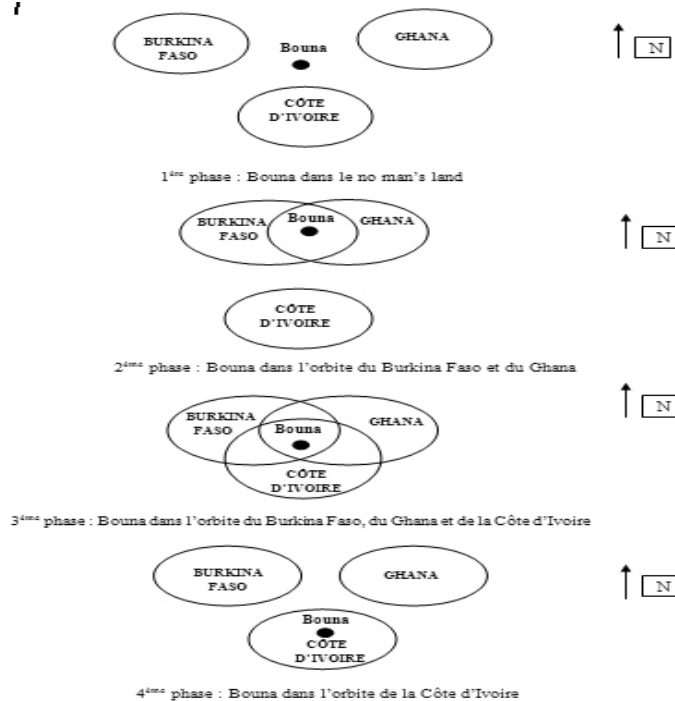 BURKINA
FASO
Bouna
GHANA
N
CÔTE
D'IVOIRE
1ère phase : Bouna dans le no man's land
BURKINA
FASO
Bouna
GHANA
N
CÔTE
D'IVOIRE
2ème phase : Bouna dans l'orbite du Burkina Faso et du Ghana
BURKINA
FASO
Bouna
GHANA
N
CÔTE
D'IVOIRE
3ème phase : Bouna dans l'orbite du Burkina Faso, du Ghana et de la Côte d'Ivoire
BURKINA
FASO
GHANA
N
Bouna
CÔTE
D'IVOIRE
4ème phase : Bouna dans l'orbite de la Côte d'Ivoire